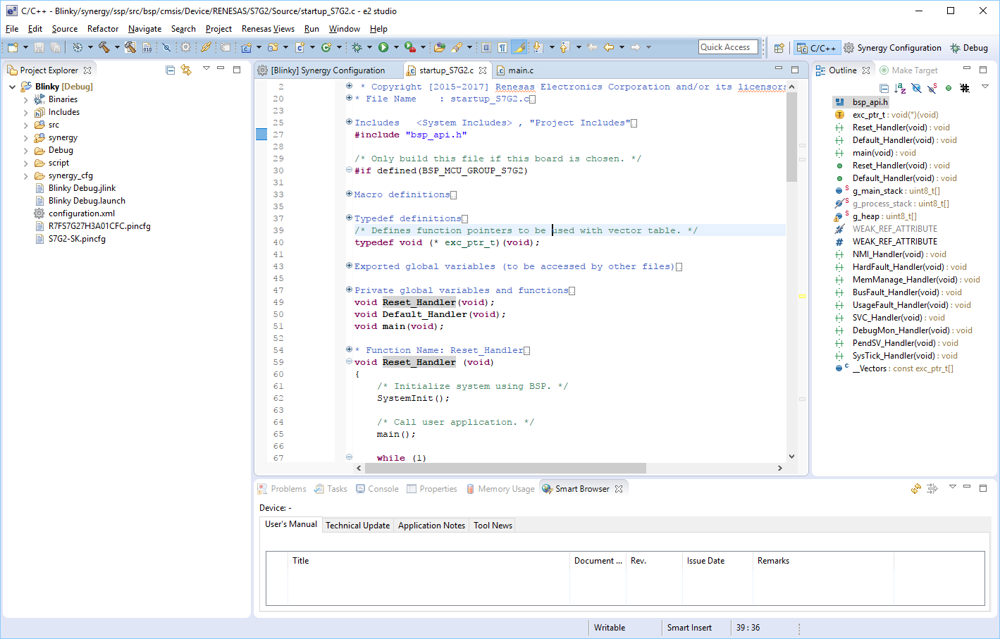 C/C++ - Blinky/synergy/ssp/src/bsp/cmsis/Device/RENESAS/S7G2/Source/startup_S7G2.c - e2 studio
File Edit Source Refactor Navigate Search Project Renesas Views Run Window Help
Quick Access
C/C++
Synergy Configuration
Debug
Project Explorer
Blinky [Debug]
Binaries
Includes
src
synergy
Debug
script
synergy_cfg
Blinky Debug.jlink
Blinky Debug.launch
configuration.xml
R7FS7G27H3A01CFC.pincfg
S7G2-SK.pincfg
[Blinky] Synergy Configuration
startup_S7G2.c
main.c
2 * Copyright [2015-2017] Renesas Electronics Corporation and/or its licensors
20 * File Name    : startup_S7G2.c
23
25 Includes   <System Includes> , "Project Includes"
27 #include "bsp_api.h"
28
29 /* Only build this file if this board is chosen. */
30 #if defined(BSP_MCU_GROUP_S7G2)
31
33 Macro definitions
35
37 Typedef definitions
39 /* Defines function pointers to be used with vector table. */
40 typedef void (* exc_ptr_t)(void);
41
43 Exported global variables (to be accessed by other files)
45
47 Private global variables and functions
49 void Reset_Handler(void);
50 void Default_Handler(void);
51 void main(void);
52
54 * Function Name: Reset_Handler
59 void Reset_Handler (void)
60 {
61     /* Initialize system using BSP. */
62     SystemInit();
63
64     /* Call user application. */
65     main();
66
67     while (1)
Outline
Make Target
bsp_api.h
exc_ptr_t : void(*)(void)
Reset_Handler(void) : void
Default_Handler(void) : void
main(void) : void
Reset_Handler(void) : void
Default_Handler(void) : void
g_main_stack : uint8_t[]
g_process_stack : uint8_t[]
g_heap : uint8_t[]
WEAK_REF_ATTRIBUTE
WEAK_REF_ATTRIBUTE
NMI_Handler(void) : void
HardFault_Handler(void) : void
MemManage_Handler(void) : void
BusFault_Handler(void) : void
UsageFault_Handler(void) : void
SVC_Handler(void) : void
DebugMon_Handler(void) : void
PendSV_Handler(void) : void
SysTick_Handler(void) : void
__Vectors : const exc_ptr_t[]
Problems
Tasks
Console
Properties
Memory Usage
Smart Browser
Device: -
User's Manual
Technical Update
Application Notes
Tool News
Title
Document ...
Rev.
Issue Date
Remarks
Writable
Smart Insert
39 : 36